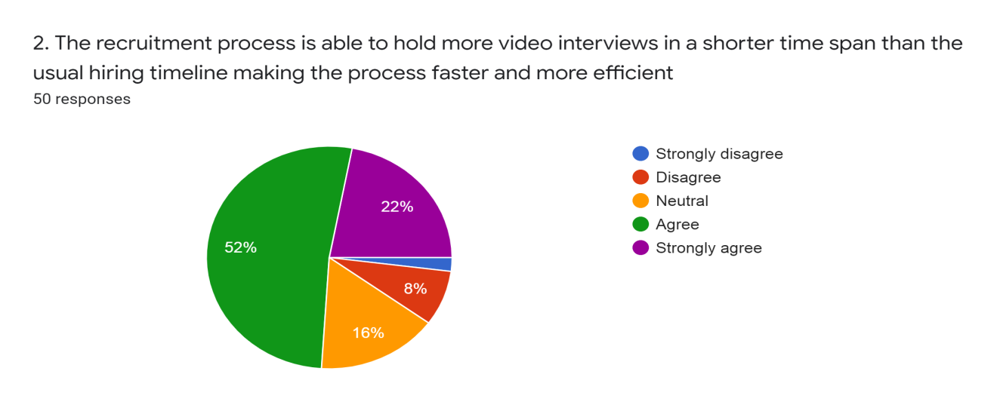 2. The recruitment process is able to hold more video interviews in a shorter time span than the
usual hiring timeline making the process faster and more efficient
50 responses
22%
52%
8%
16%
Strongly disagree
Disagree
Neutral
Agree
Strongly agree